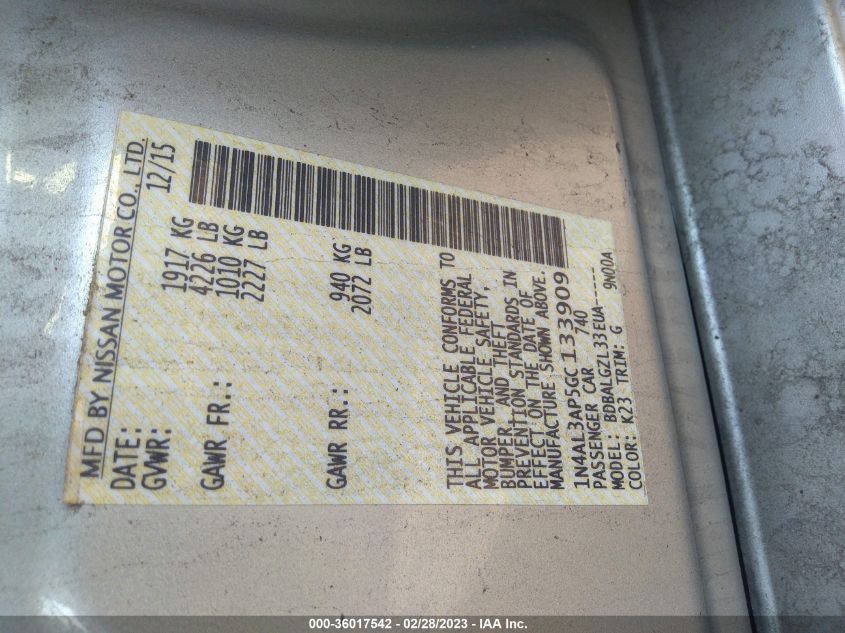 MFD BY NISSAN MOTOR CO., LTD.
DATE: 12/15
GVWR: 1917 KG
4226 LB
GAWR FR.: 1010 KG
2227 LB
GAWR RR.: 940 KG
2072 LB
THIS VEHICLE CONFORMS TO
ALL APPLICABLE FEDERAL
MOTOR VEHICLE SAFETY,
BUMPER, AND THEFT
PREVENTION STANDARDS IN
EFFECT ON THE DATE OF
MANUFACTURE SHOWN ABOVE.
1N4AL3AP5GC133909
PASSENGER CAR 740
MODEL: BDBALGZL33EUA-----
COLOR: K23 TRIM: G 9N00A
000-36017542 - 02/28/2023 - IAA Inc.